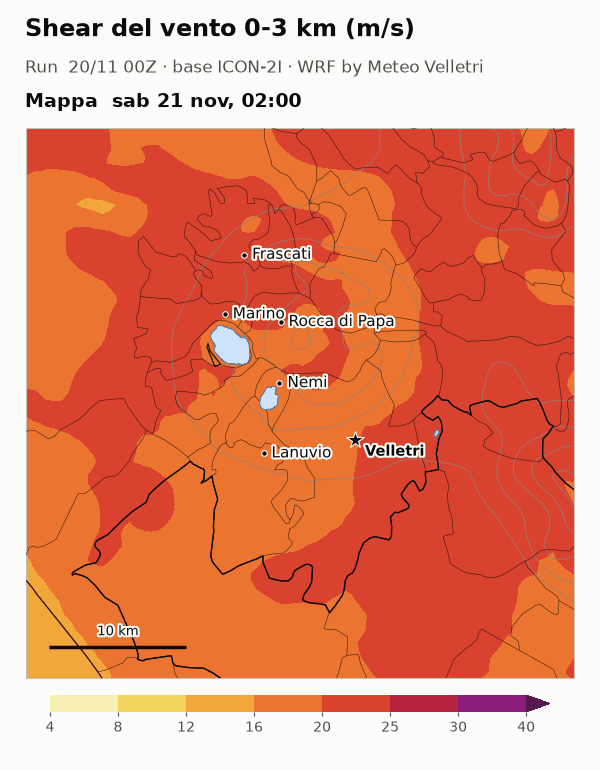 Shear del vento 0-3 km (m/s)
Run  20/11 00Z · base ICON-2I · WRF by Meteo Velletri
Mappa  sab 21 nov, 02:00
Frascati
Marino
Rocca di Papa
Nemi
Velletri
Lanuvio
10 km
4 8 12 16 20 25 30 40